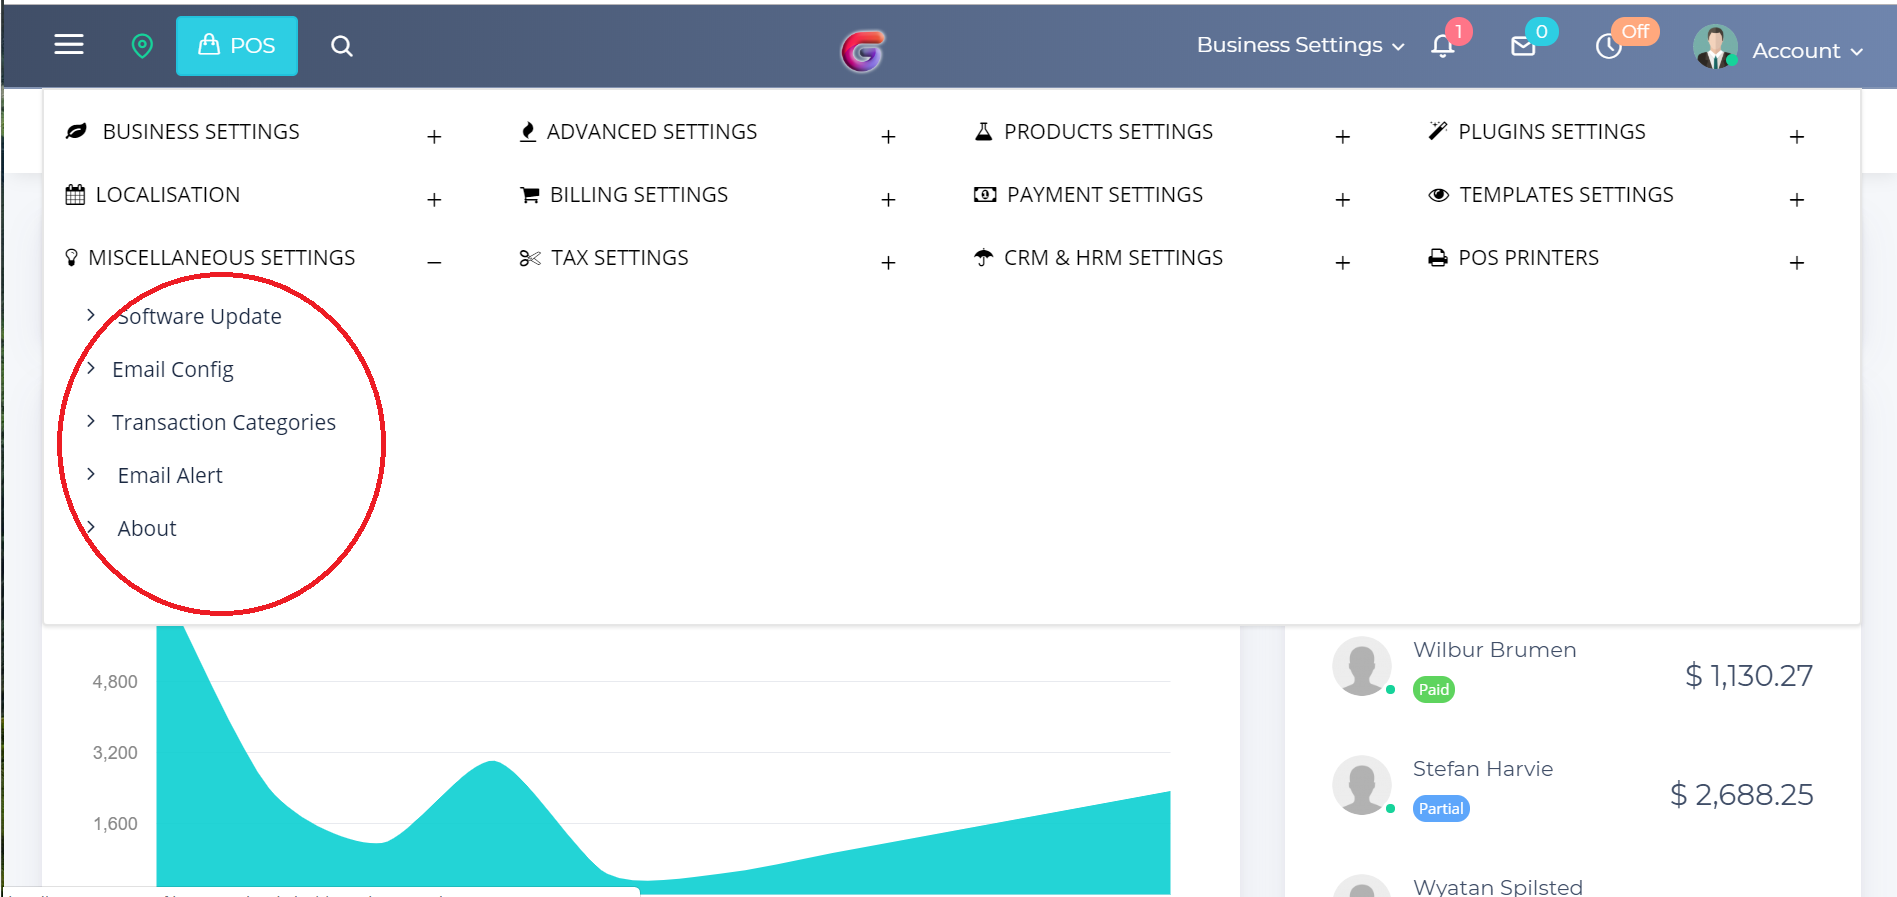 POS
Business Settings
1
0
Off
Account
BUSINESS SETTINGS
ADVANCED SETTINGS
PRODUCTS SETTINGS
PLUGINS SETTINGS
LOCALISATION
BILLING SETTINGS
PAYMENT SETTINGS
TEMPLATES SETTINGS
MISCELLANEOUS SETTINGS
TAX SETTINGS
CRM & HRM SETTINGS
POS PRINTERS
Software Update
Email Config
Transaction Categories
Email Alert
About
4,800
3,200
1,600
Wilbur Brumen
Paid
$ 1,130.27
Stefan Harvie
Partial
$ 2,688.25
Wyatan Spilsted